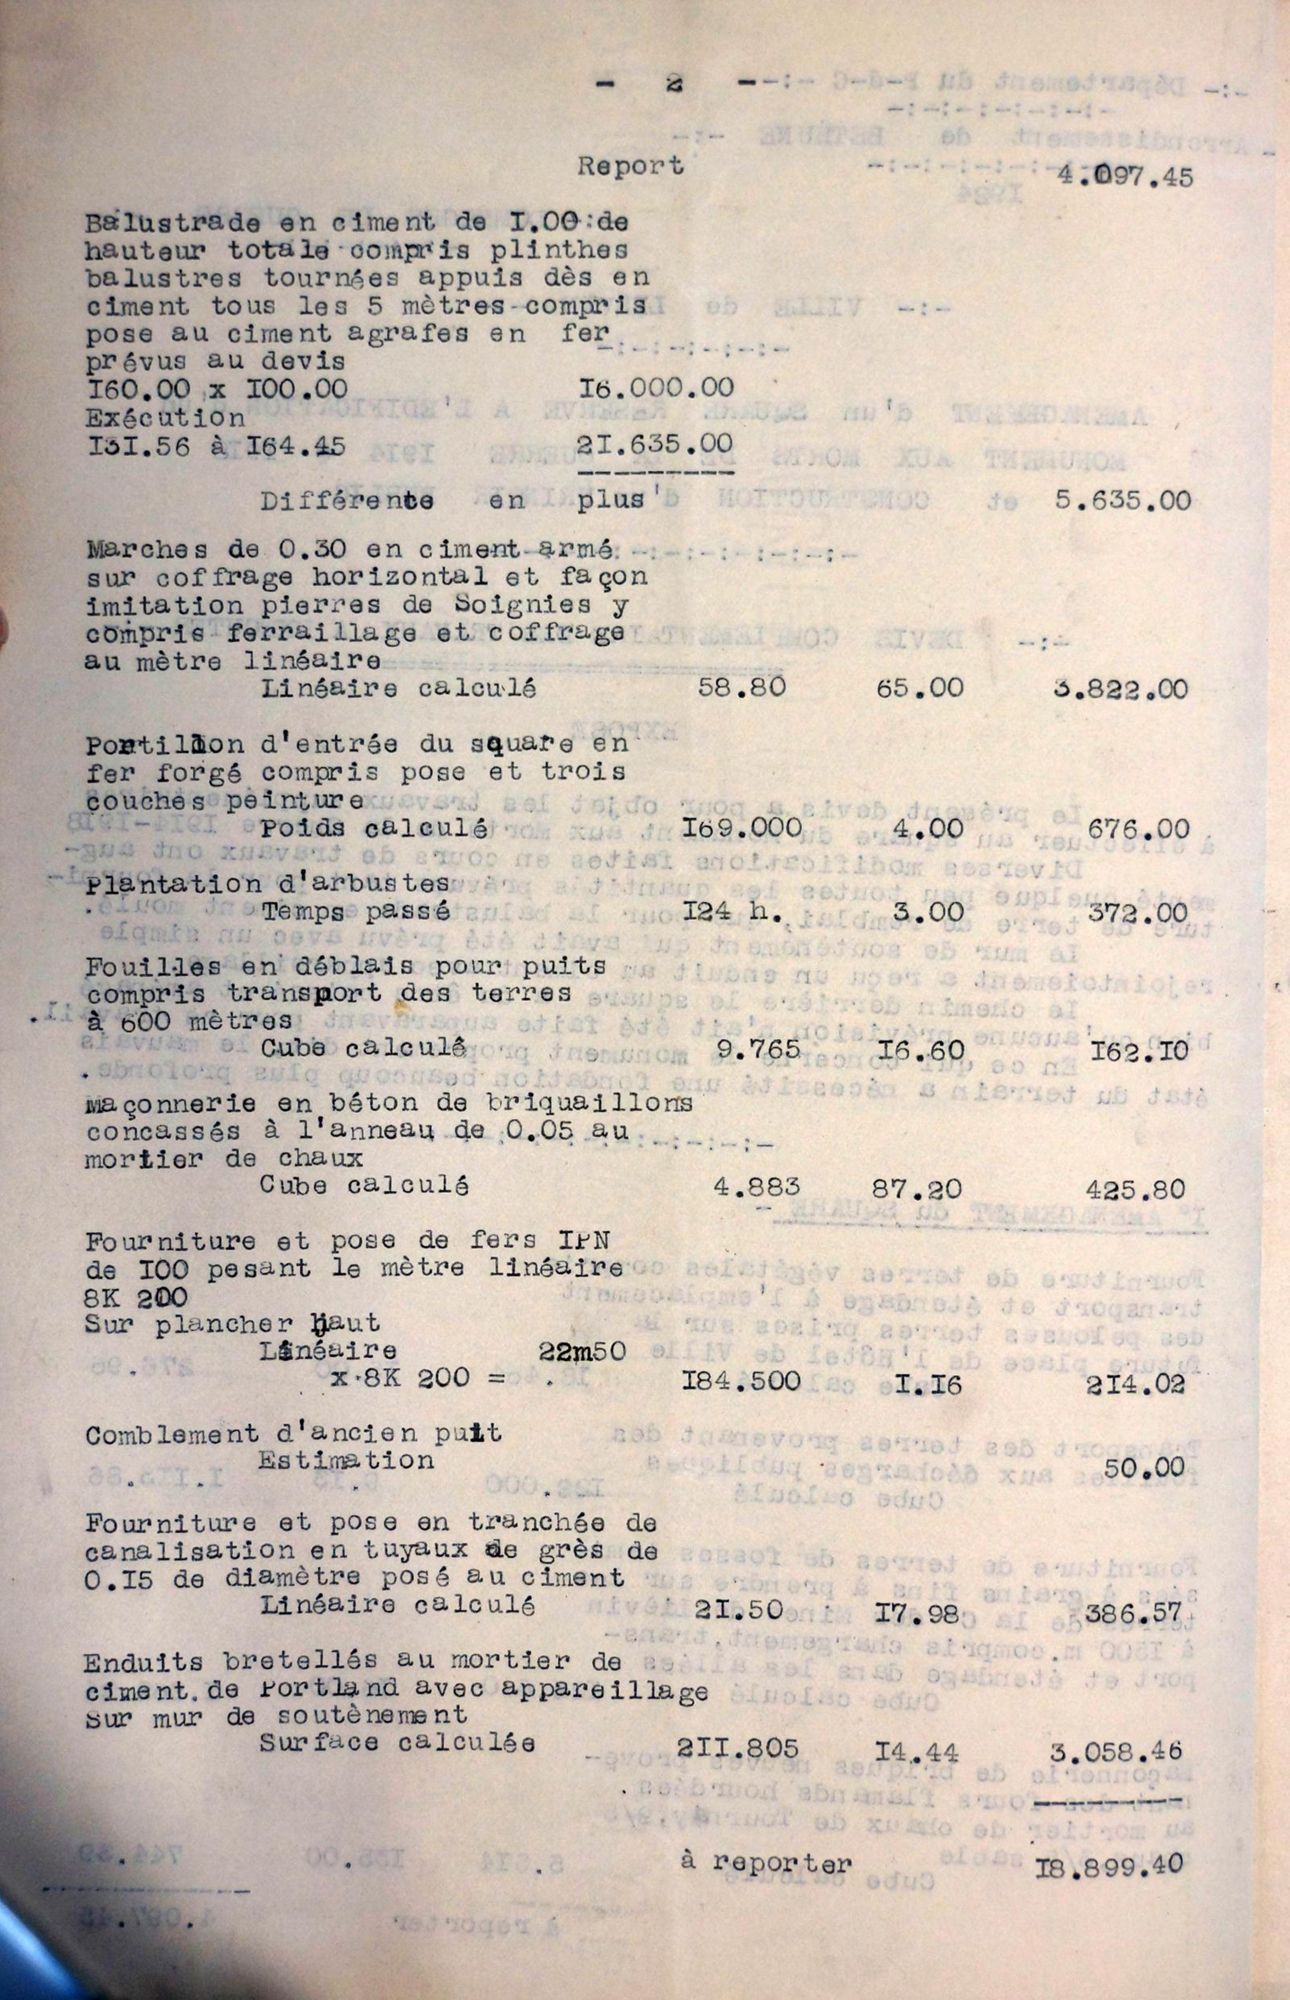 - 2 -
Report 4.097.45
Balustrade en ciment de I.00 de
hauteur totale compris plinthes
balustres tournées appuis dès en
ciment tous les 5 mètres compris
pose au ciment agrafes en fer
prévus au devis
I60.00 x I00.00 I6.000.00
Exécution
I3I.56 à I64.45 2I.635.00
Différente en plus 5.635.00
Marches de 0.30 en ciment armé
sur coffrage horizontal et façon
imitation pierres de Soignies y
compris ferraillage et coffrage
au mètre linéaire
Linéaire calculé 58.80 65.00 3.822.00
Portillon d'entrée du square en
fer forgé compris pose et trois
couches peinture
Poids calculé I69.000 4.00 676.00
Plantation d'arbustes
Temps passé I24 h. 3.00 372.00
Fouilles en déblais pour puits
compris transport des terres
à 600 mètres
Cube calculé 9.765 I6.60 I62.I0
Maçonnerie en béton de briquaillons
concassés à l'anneau de 0.05 au
mortier de chaux
Cube calculé 4.883 87.20 425.80
Fourniture et pose de fers IPN
de I00 pesant le mètre linéaire
8K 200
Sur plancher haut
Linéaire 22m50
x 8K 200 = I84.500 I.I6 2I4.02
Comblement d'ancien puit
Estimation 50.00
Fourniture et pose en tranchée de
canalisation en tuyaux de grès de
0.I5 de diamètre posé au ciment
Linéaire calculé 2I.50 I7.98 386.57
Enduits bretellés au mortier de
ciment de Portland avec appareillage
Sur mur de soutènement
Surface calculée 2II.805 I4.44 3.058.46
à reporter I8.899.40